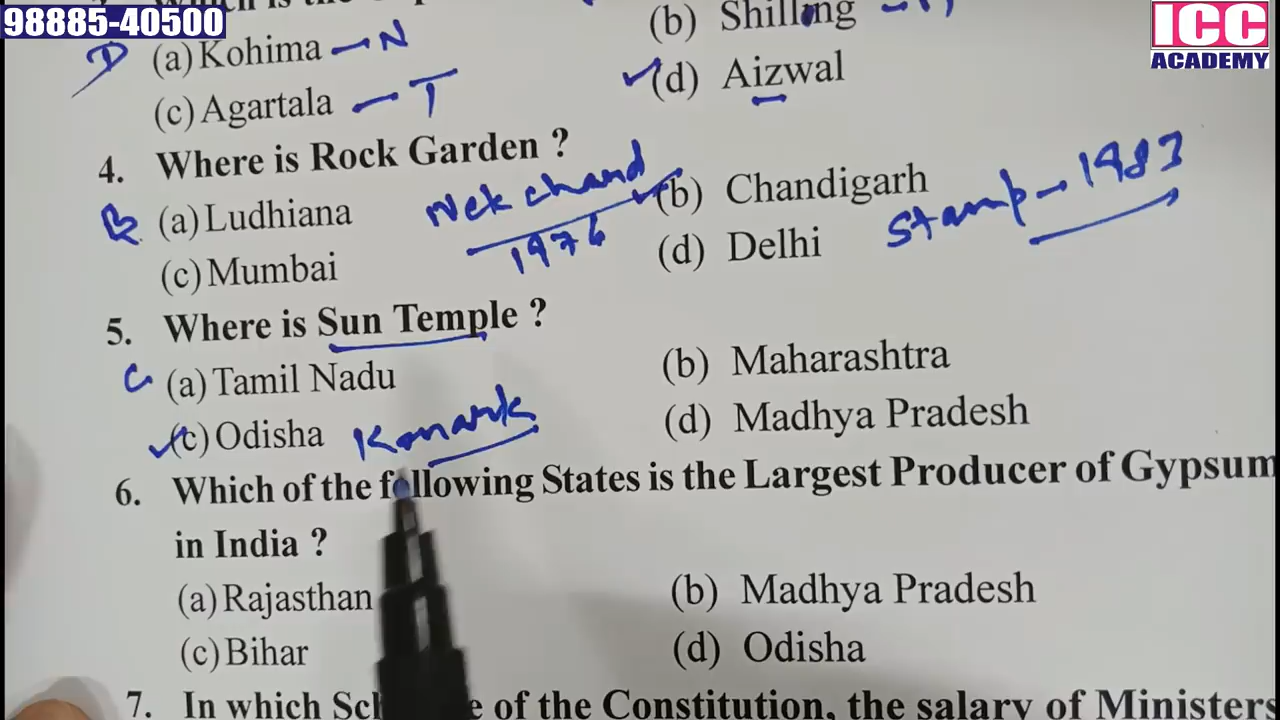 98885-40500
ICC
ACADEMY
(b) Shillong
D (a) Kohima — N
(d) Aizwal
(c) Agartala — T
4. Where is Rock Garden ?
Nek chand
1976
B (a) Ludhiana
(b) Chandigarh
Stamp - 1983
(c) Mumbai
(d) Delhi
5. Where is Sun Temple ?
C (a) Tamil Nadu
(b) Maharashtra
(c) Odisha Konark
(d) Madhya Pradesh
6. Which of the following States is the Largest Producer of Gypsum
in India ?
(a) Rajasthan
(b) Madhya Pradesh
(c) Bihar
(d) Odisha
7. In which of the Constitution, the salary of Ministers